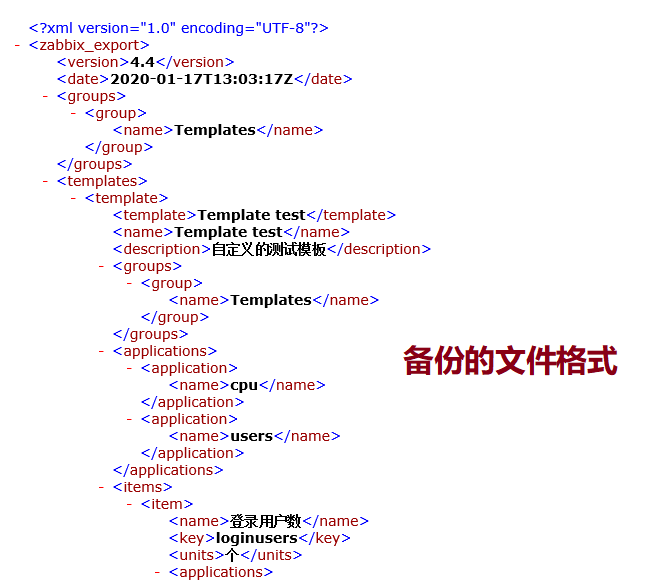 <?xml version="1.0" encoding="UTF-8"?>
- <zabbix_export>
<version>4.4</version>
<date>2020-01-17T13:03:17Z</date>
- <groups>
- <group>
<name>Templates</name>
</group>
</groups>
- <templates>
- <template>
<template>Template test</template>
<name>Template test</name>
<description>自定义的测试模板</description>
- <groups>
- <group>
<name>Templates</name>
</group>
</groups>
- <applications>
备份的文件格式
- <application>
<name>cpu</name>
</application>
- <application>
<name>users</name>
</application>
</applications>
- <items>
- <item>
<name>登录用户数</name>
<key>loginusers</key>
<units>个</units>
- <applications>